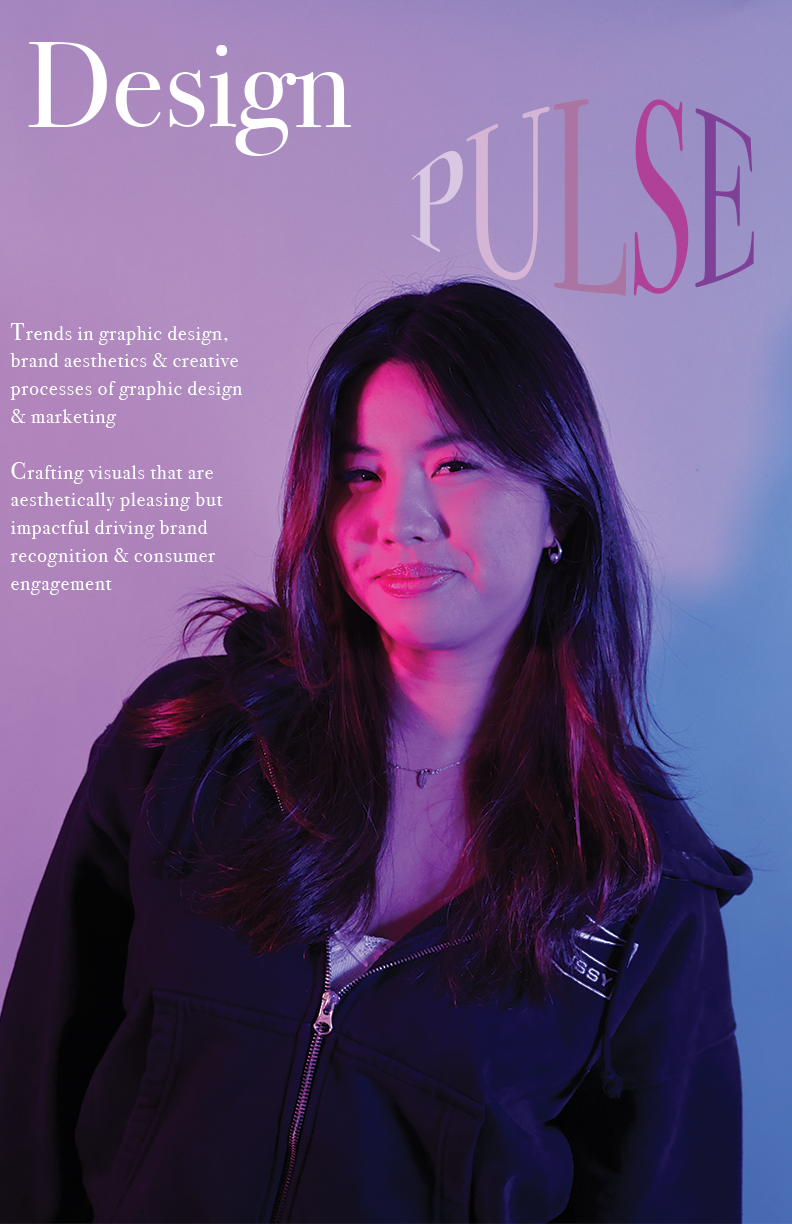 Design
PULSE
Trends in graphic design,
brand aesthetics & creative
processes of graphic design
& marketing
Crafting visuals that are
aesthetically pleasing but
impactful driving brand
recognition & consumer
engagement